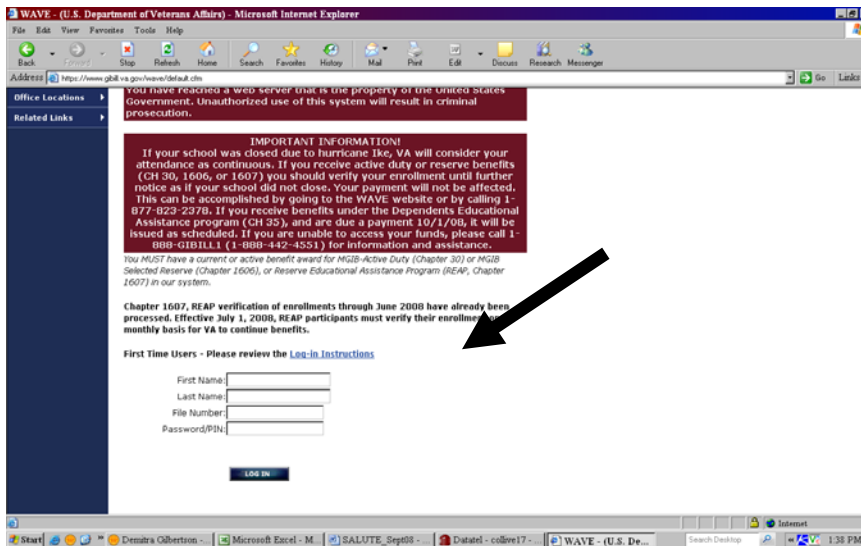 WAVE - (U.S. Department of Veterans Affairs) - Microsoft Internet Explorer
File Edit View Favorites Tools Help
Back Forward Stop Refresh Home Search Favorites History Mail Print Edit Discuss Research Messenger
Address https://www.gibill.va.gov/wave/default.cfm Go Links
Office Locations
Related Links
You have reached a web server that is the property of the United States
Government. Unauthorized use of this system will result in criminal
prosecution.
IMPORTANT INFORMATION!
If your school was closed due to hurricane Ike, VA will consider your
attendance as continuous. If you receive active duty or reserve benefits
(CH 30, 1606, or 1607) you should verify your enrollment until further
notice as if your school did not close. Your payment will not be affected.
This can be accomplished by going to the WAVE website or by calling 1-
877-823-2378. If you receive benefits under the Dependents Educational
Assistance program (CH 35), and are due a payment 10/1/08, it will be
issued as scheduled. If you are unable to access your funds, please call 1-
888-GIBILL1 (1-888-442-4551) for information and assistance.
You MUST have a current or active benefit award for MGIB-Active Duty (Chapter 30) or MGIB
Selected Reserve (Chapter 1606), or Reserve Educational Assistance Program (REAP, Chapter
1607) in our system.
Chapter 1607, REAP verification of enrollments through June 2008 have already been
processed. Effective July 1, 2008, REAP participants must verify their
monthly basis for VA to continue benefits.
First Time Users - Please review the Log-in Instructions
First Name:
Last Name:
File Number:
Password/PIN:
LOG IN
Internet
Start Demitra Gilbertson -... Microsoft Excel - M... SALUTE_Sept08 - ... Datatel - collive17 - ... WAVE - (U.S. De... Search Desktop 1:38 PM